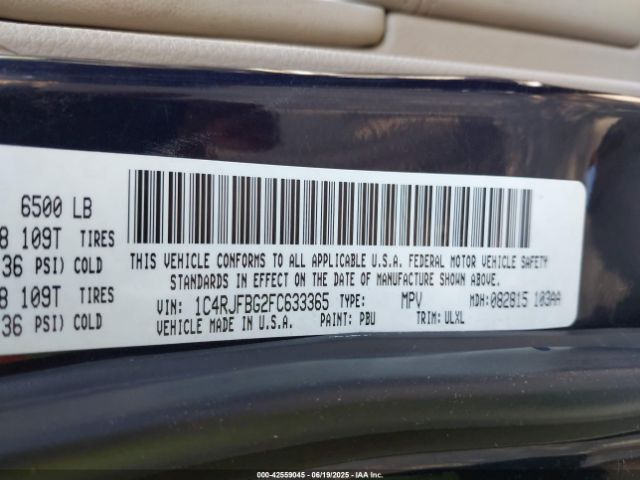 6500 LB
8 109T TIRES
36 PSI) COLD
8 109T TIRES
36 PSI) COLD
THIS VEHICLE CONFORMS TO ALL APPLICABLE U.S.A. FEDERAL MOTOR VEHICLE SAFETY
STANDARDS IN EFFECT ON THE DATE OF MANUFACTURE SHOWN ABOVE.
VIN: 1C4RJFBG2FC633365 TYPE: MPV MDH: 082815 103AA
VEHICLE MADE IN U.S.A. PAINT: PBU TRIM: ULXL
000-42559045 - 06/19/2025 - IAA Inc.